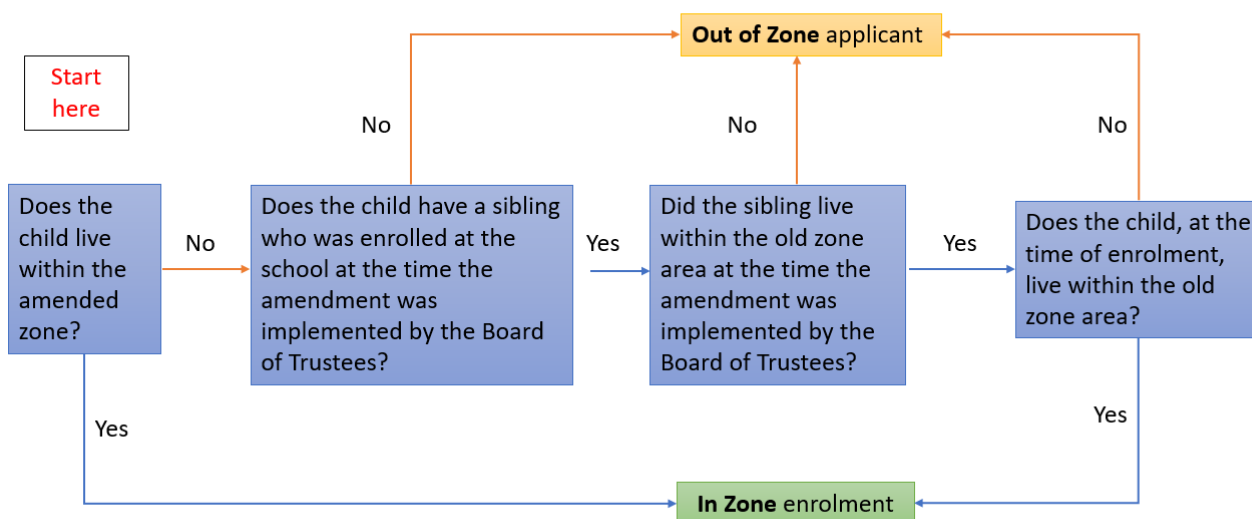 Out of Zone applicant
Start
here
No
No
No
Does the
child live
within the
amended
zone?
No
Does the child have a sibling
who was enrolled at the
school at the time the
amendment was
implemented by the Board
of Trustees?
Yes
Did the sibling live
within the old zone
area at the time the
amendment was
implemented by the
Board of Trustees?
Yes
Does the child, at the
time of enrolment,
live within the old
zone area?
Yes
Yes
In Zone enrolment